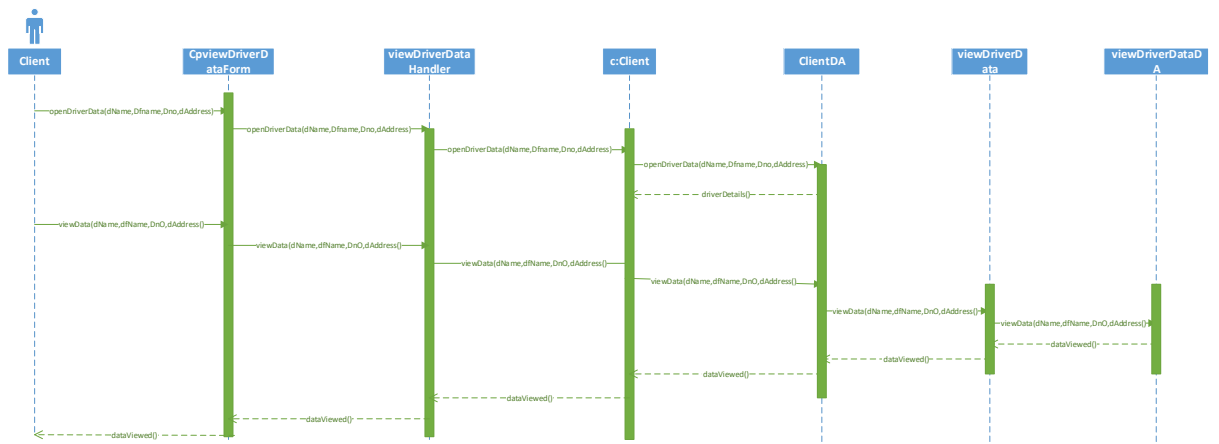 Client
CpviewDriverD
ataForm
viewDriverData
Handler
c:Client
ClientDA
viewDriverD
ata
viewDriverDataD
A
openDriverData(dName,Dfname,Dno,dAddress)
openDriverData(dName,Dfname,Dno,dAddress)
openDriverData(dName,Dfname,Dno,dAddress)
openDriverData(dName,Dfname,Dno,dAddress)
driverDetails()
viewData(dName,dfName,DnO,dAddress()
viewData(dName,dfName,DnO,dAddress()
viewData(dName,dfName,DnO,dAddress()
viewData(dName,dfName,DnO,dAddress()
viewData(dName,dfName,DnO,dAddress()
viewData(dName,dfName,DnO,dAddress()
dataViewed()
dataViewed()
dataViewed()
dataViewed()
dataViewed()
dataViewed()